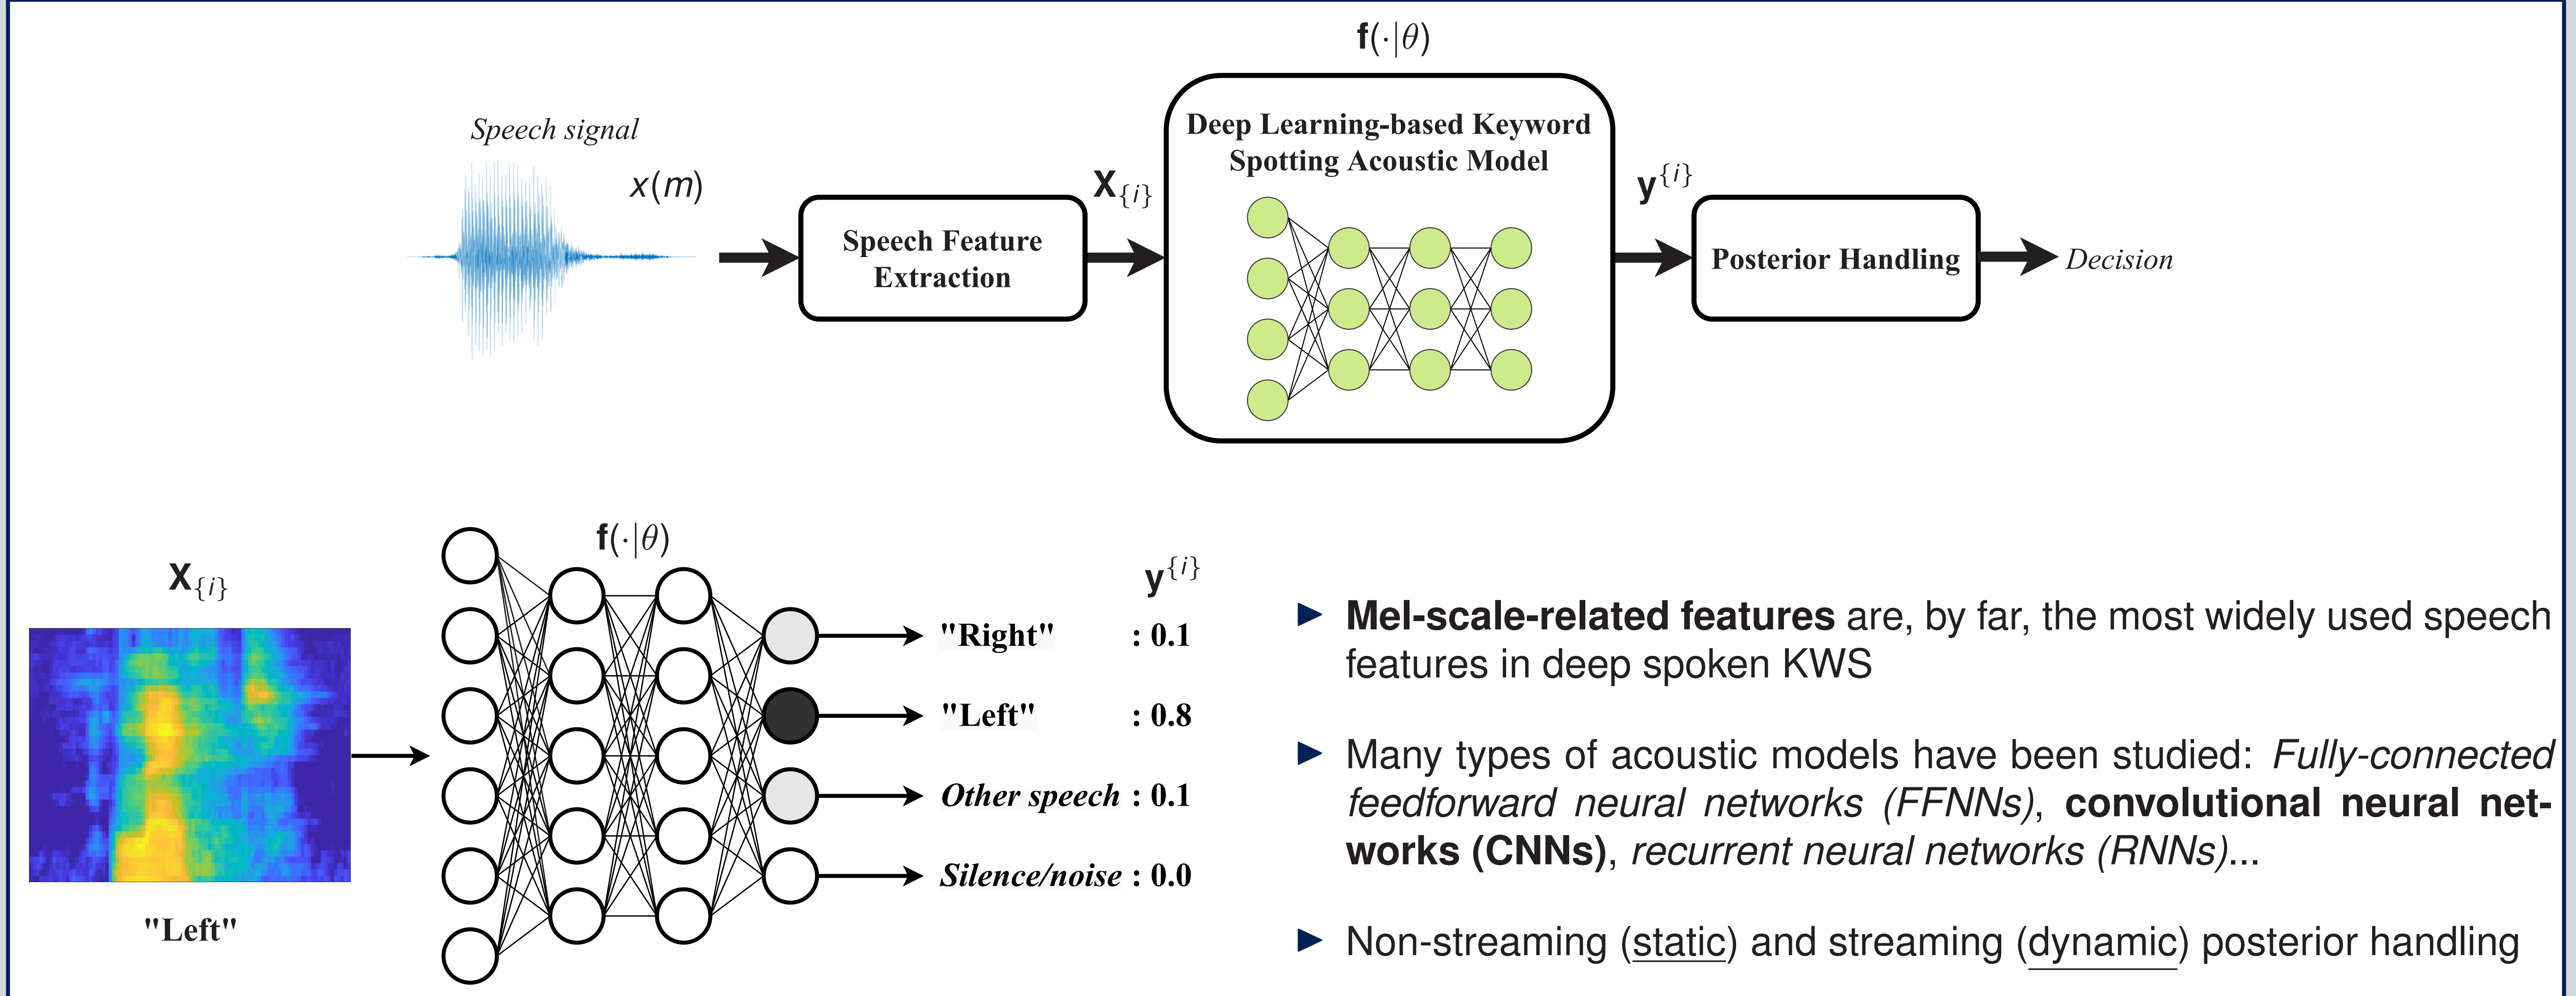 f(·|θ)
Speech signal
x(m)
Speech Feature
Extraction
X_{i}
Deep Learning-based Keyword
Spotting Acoustic Model
y^{i}
Posterior Handling
Decision
X_{i}
"Left"
f(·|θ)
y^{i}
"Right" : 0.1
"Left" : 0.8
Other speech : 0.1
Silence/noise : 0.0
► Mel-scale-related features are, by far, the most widely used speech
features in deep spoken KWS
► Many types of acoustic models have been studied: Fully-connected
feedforward neural networks (FFNNs), convolutional neural net-
works (CNNs), recurrent neural networks (RNNs)...
► Non-streaming (static) and streaming (dynamic) posterior handling